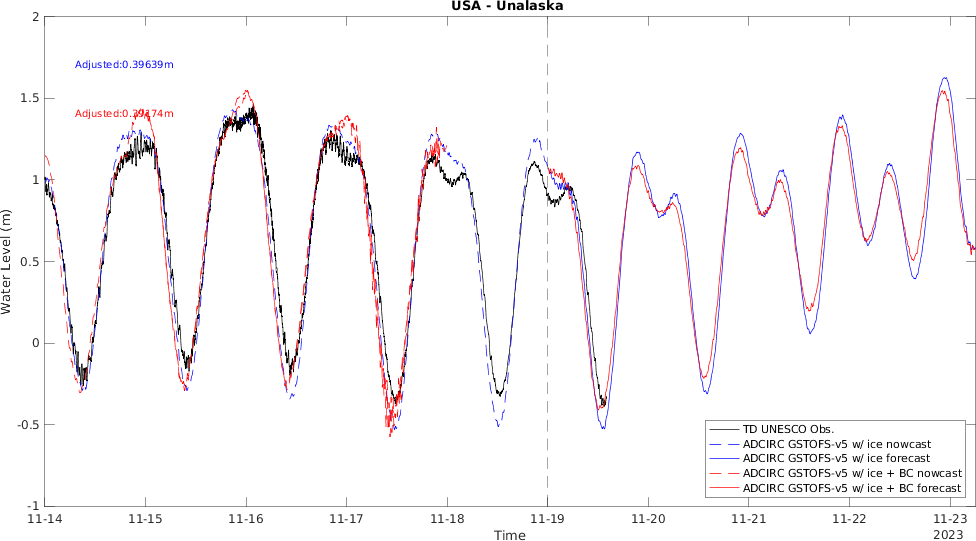 USA - Unalaska
2
1.5
1
0.5
0
-0.5
-1
Water Level (m)
Adjusted:0.39639m
TD UNESCO Obs.
ADCIRC GSTOFS-v5 w/ ice nowcast
ADCIRC GSTOFS-v5 w/ ice forecast
ADCIRC GSTOFS-v5 w/ ice + BC nowcast
ADCIRC GSTOFS-v5 w/ ice + BC forecast
11-14 11-15 11-16 11-17 11-18 11-19 11-20 11-21 11-22 11-23
2023
Time